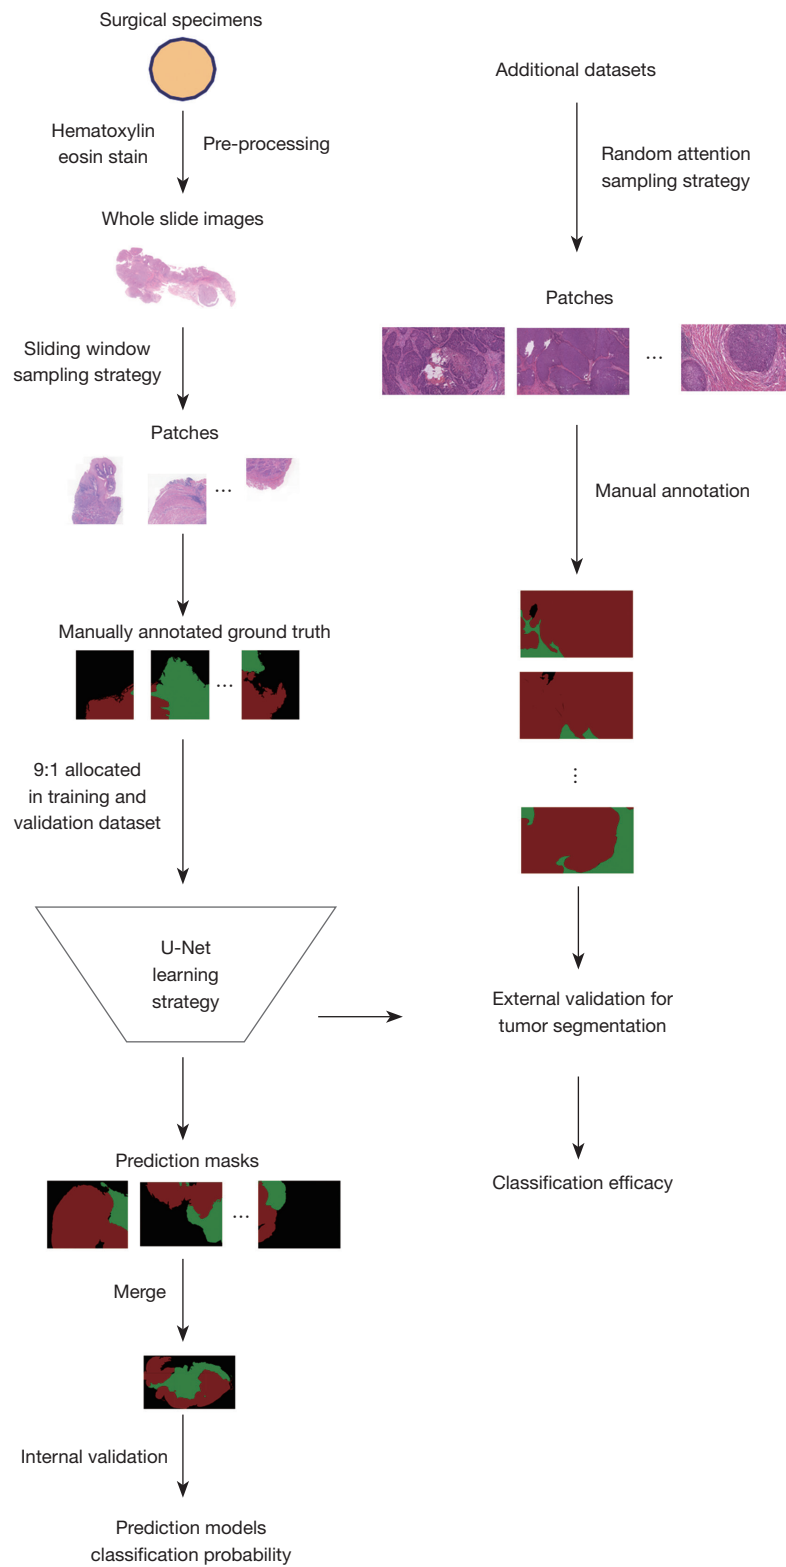 Surgical specimens
Hematoxylin
eosin stain
Pre-processing
Whole slide images
Sliding window
sampling strategy
Patches
...
Manually annotated ground truth
...
9:1 allocated
in training and
validation dataset
U-Net
learning
strategy
Prediction masks
...
Merge
Internal validation
Prediction models
classification probability
Additional datasets
Random attention
sampling strategy
Patches
...
Manual annotation
...
External validation for
tumor segmentation
Classification efficacy